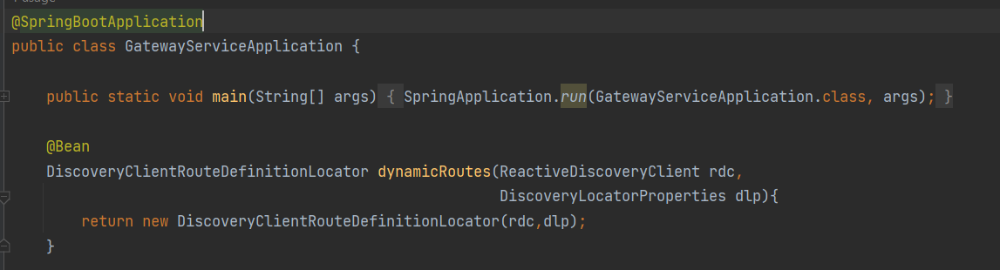 @SpringBootApplication
public class GatewayServiceApplication {
public static void main(String[] args) { SpringApplication.run(GatewayServiceApplication.class, args); }
@Bean
DiscoveryClientRouteDefinitionLocator dynamicRoutes(ReactiveDiscoveryClient rdc,
DiscoveryLocatorProperties dlp){
return new DiscoveryClientRouteDefinitionLocator(rdc,dlp);
}